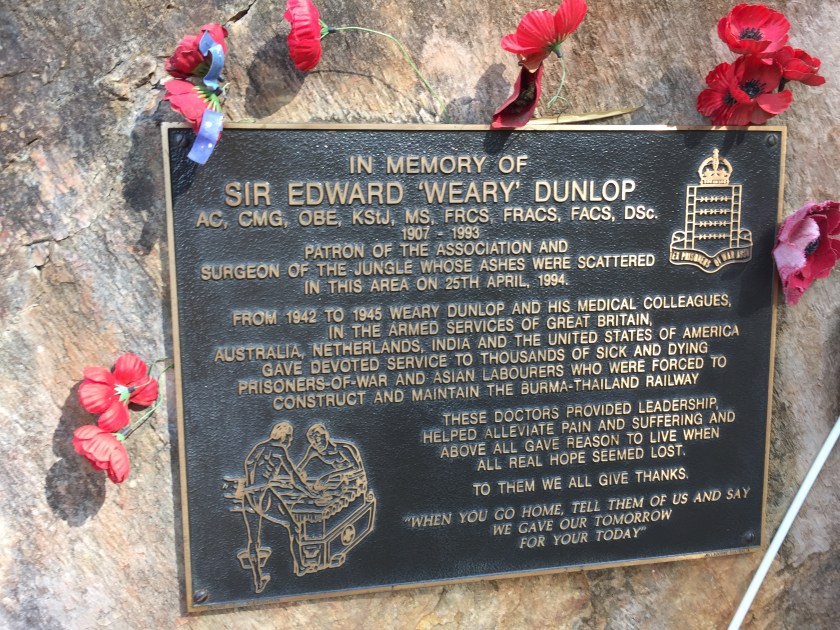 IN MEMORY OF
SIR EDWARD 'WEARY' DUNLOP
AC, CMG, OBE, KStJ, MS, FRCS, FRACS, FACS, DSc.
1907 - 1993
PATRON OF THE ASSOCIATION AND
SURGEON OF THE JUNGLE WHOSE ASHES WERE SCATTERED
IN THIS AREA ON 25TH APRIL, 1994.
EX PRISONERS OF WAR ASSN
FROM 1942 TO 1945 WEARY DUNLOP AND HIS MEDICAL COLLEAGUES,
IN THE ARMED SERVICES OF GREAT BRITAIN,
AUSTRALIA, NETHERLANDS, INDIA AND THE UNITED STATES OF AMERICA
GAVE DEVOTED SERVICE TO THOUSANDS OF SICK AND DYING
PRISONERS-OF-WAR AND ASIAN LABOURERS WHO WERE FORCED TO
CONSTRUCT AND MAINTAIN THE BURMA-THAILAND RAILWAY
THESE DOCTORS PROVIDED LEADERSHIP,
HELPED ALLEVIATE PAIN AND SUFFERING AND
ABOVE ALL GAVE REASON TO LIVE WHEN
ALL REAL HOPE SEEMED LOST.
TO THEM WE ALL GIVE THANKS.
"WHEN YOU GO HOME, TELL THEM OF US AND SAY
WE GAVE OUR TOMORROW
FOR YOUR TODAY"